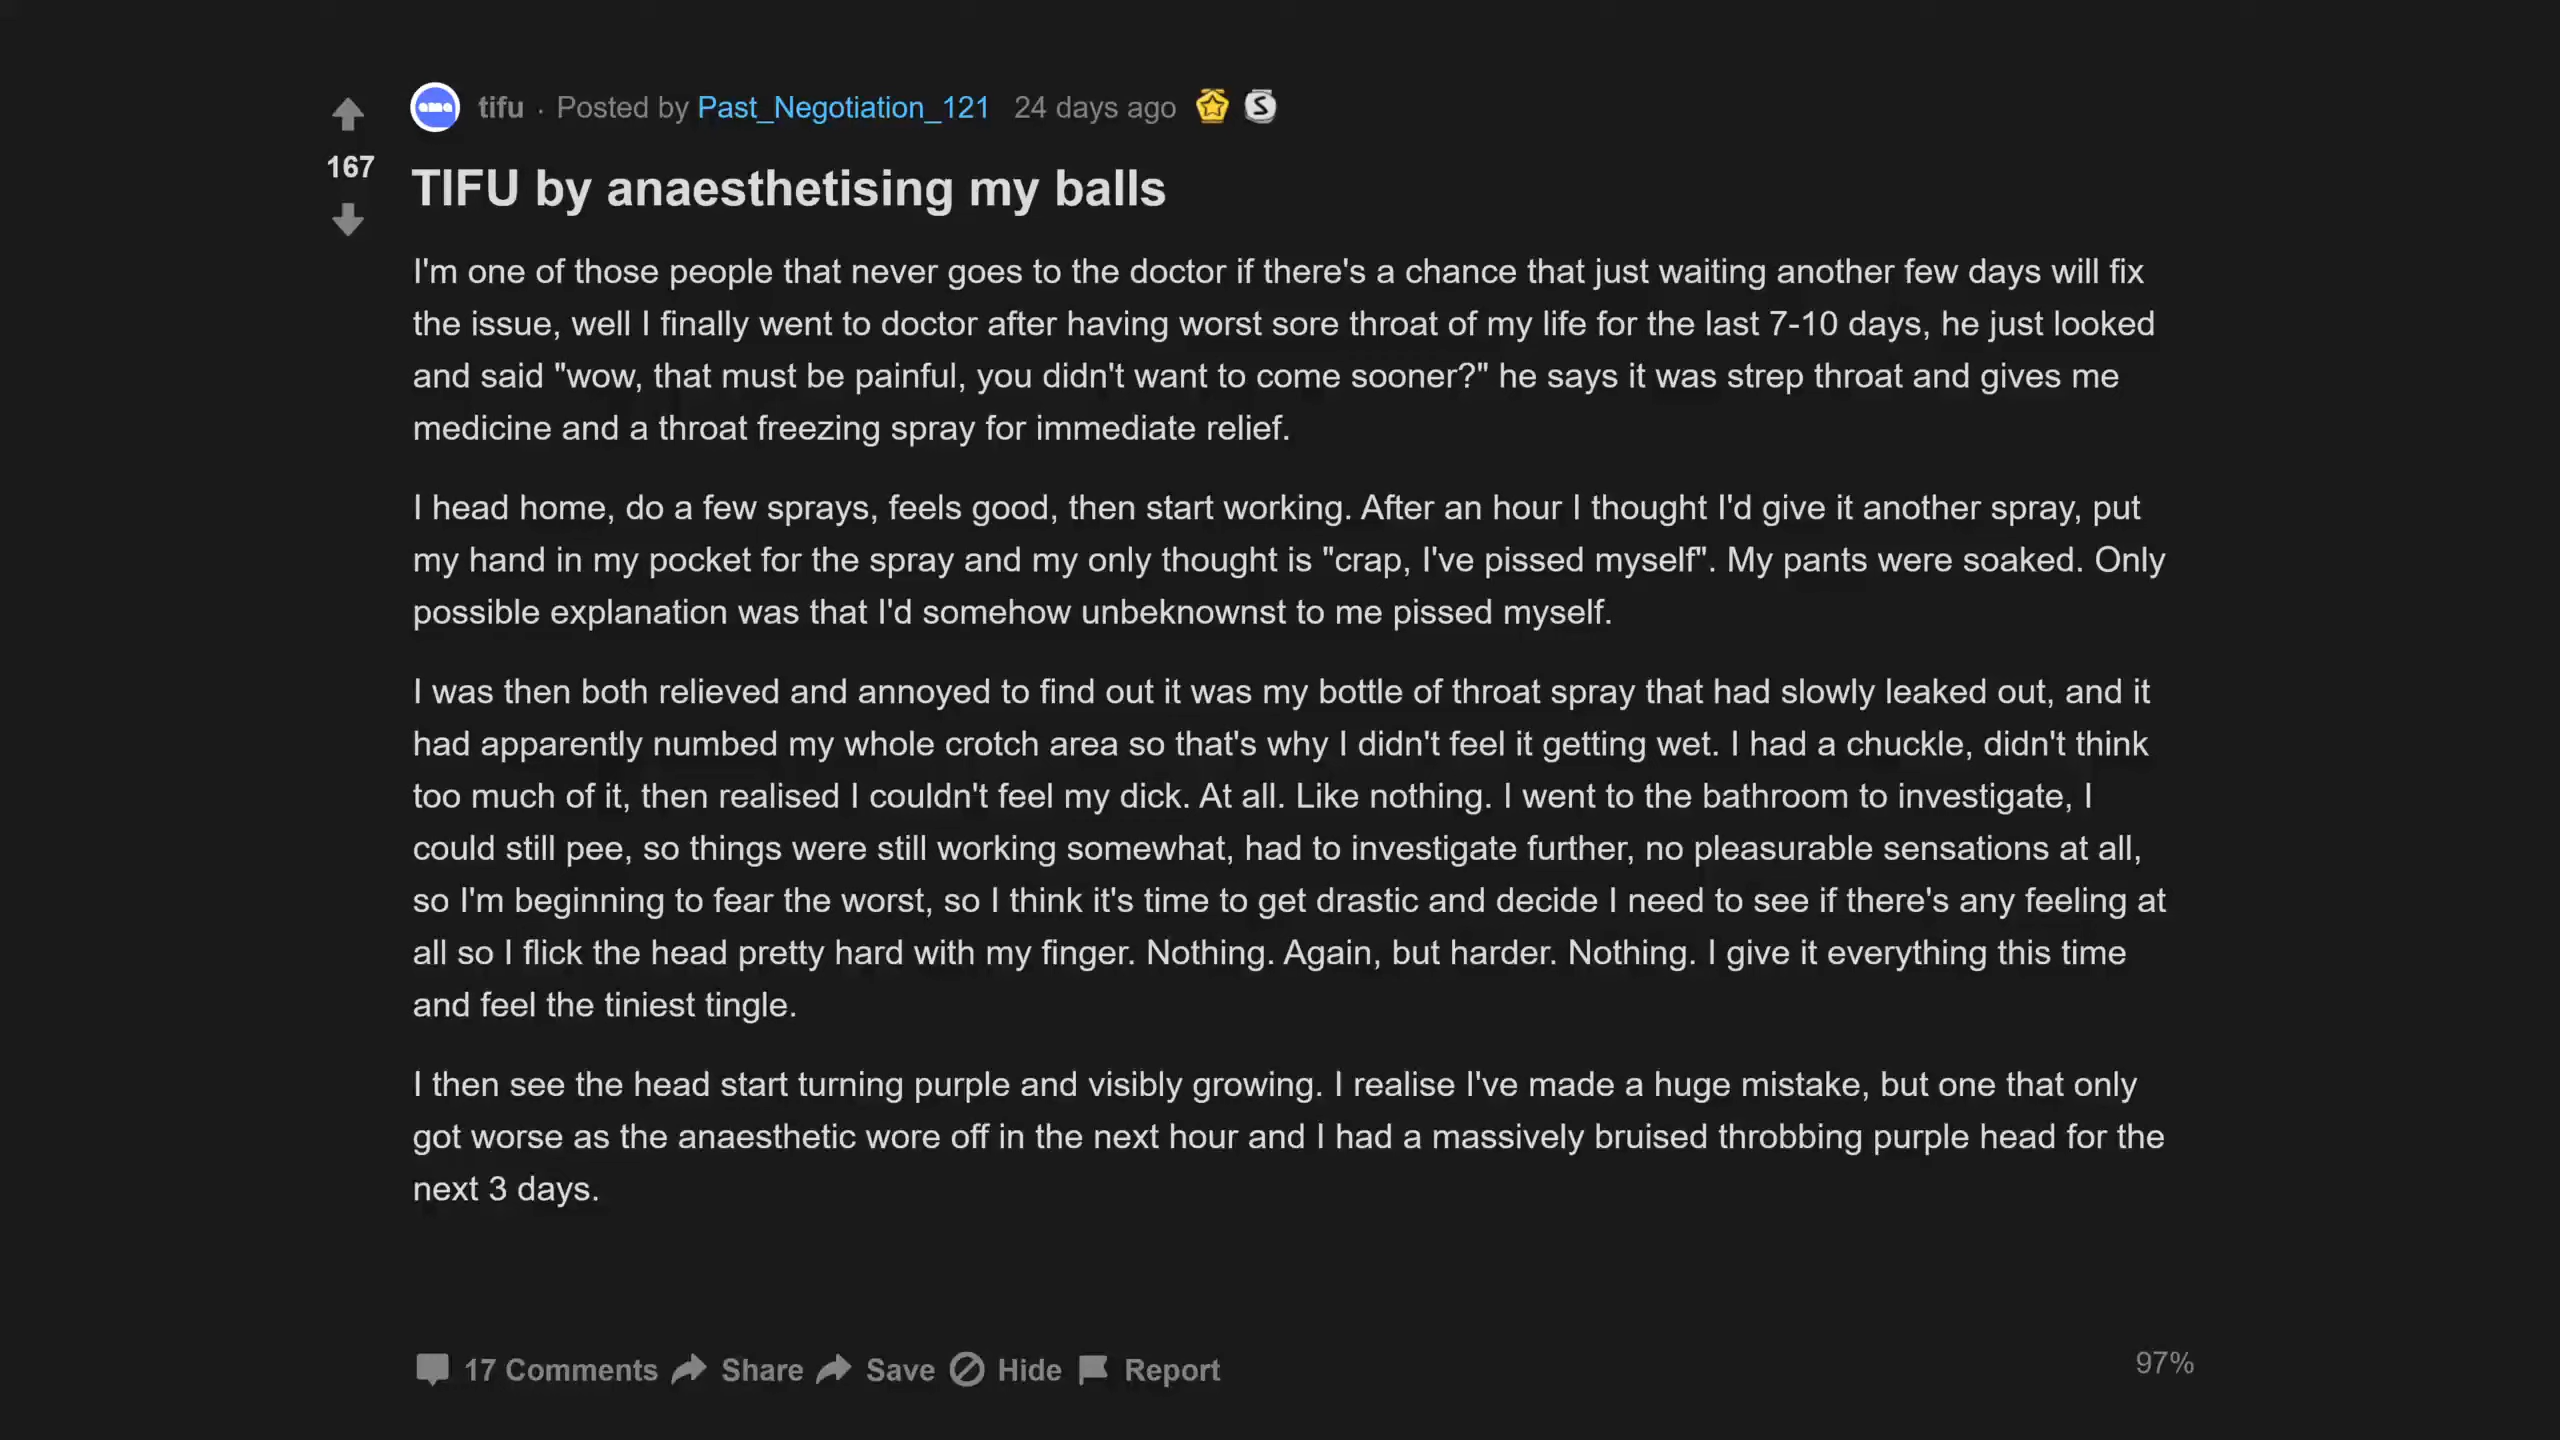 tifu · Posted by Past_Negotiation_121 24 days ago
167
TIFU by anaesthetising my balls
I'm one of those people that never goes to the doctor if there's a chance that just waiting another few days will fix
the issue, well I finally went to doctor after having worst sore throat of my life for the last 7-10 days, he just looked
and said "wow, that must be painful, you didn't want to come sooner?" he says it was strep throat and gives me
medicine and a throat freezing spray for immediate relief.
I head home, do a few sprays, feels good, then start working. After an hour I thought I'd give it another spray, put
my hand in my pocket for the spray and my only thought is "crap, I've pissed myself". My pants were soaked. Only
possible explanation was that I'd somehow unbeknownst to me pissed myself.
I was then both relieved and annoyed to find out it was my bottle of throat spray that had slowly leaked out, and it
had apparently numbed my whole crotch area so that's why I didn't feel it getting wet. I had a chuckle, didn't think
too much of it, then realised I couldn't feel my dick. At all. Like nothing. I went to the bathroom to investigate, I
could still pee, so things were still working somewhat, had to investigate further, no pleasurable sensations at all,
so I'm beginning to fear the worst, so I think it's time to get drastic and decide I need to see if there's any feeling at
all so I flick the head pretty hard with my finger. Nothing. Again, but harder. Nothing. I give it everything this time
and feel the tiniest tingle.
I then see the head start turning purple and visibly growing. I realise I've made a huge mistake, but one that only
got worse as the anaesthetic wore off in the next hour and I had a massively bruised throbbing purple head for the
next 3 days.
17 Comments Share Save Hide Report
97%